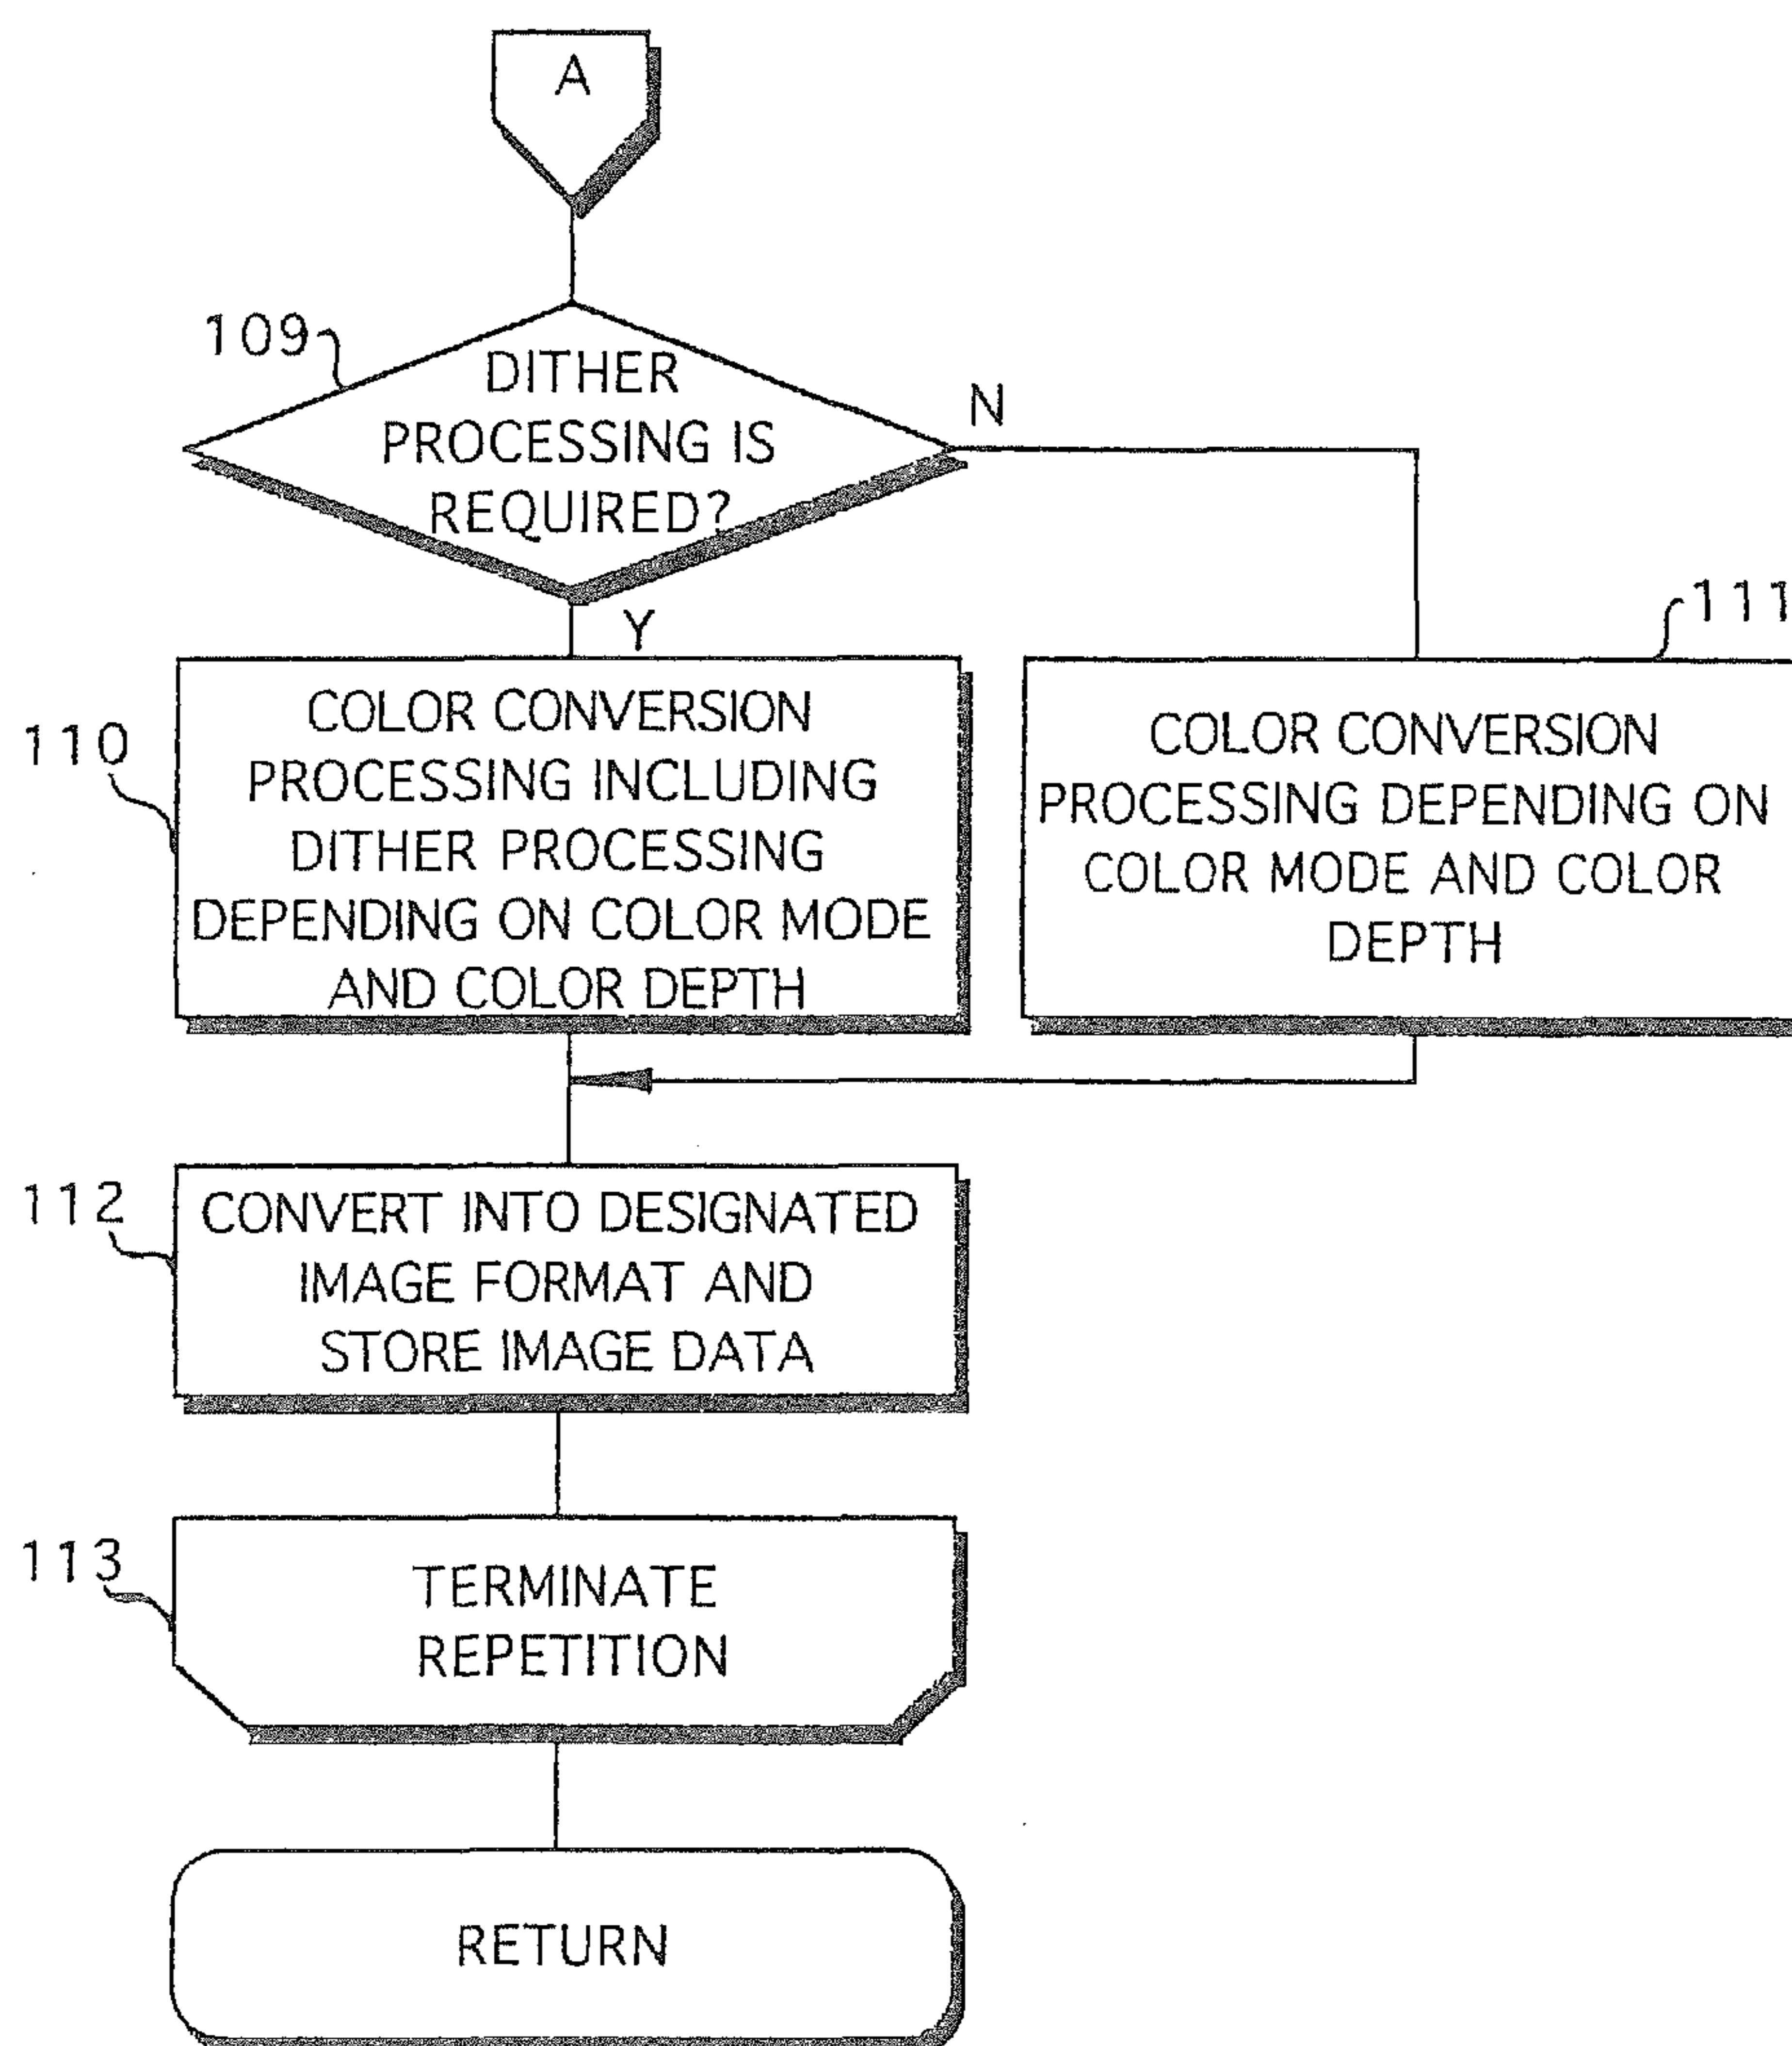 A
109
DITHER
PROCESSING IS
REQUIRED?
N
Y
111
110
COLOR CONVERSION
PROCESSING INCLUDING
DITHER PROCESSING
DEPENDING ON COLOR MODE
AND COLOR DEPTH
COLOR CONVERSION
PROCESSING DEPENDING ON
COLOR MODE AND COLOR
DEPTH
112
CONVERT INTO DESIGNATED
IMAGE FORMAT AND
STORE IMAGE DATA
113
TERMINATE
REPETITION
RETURN